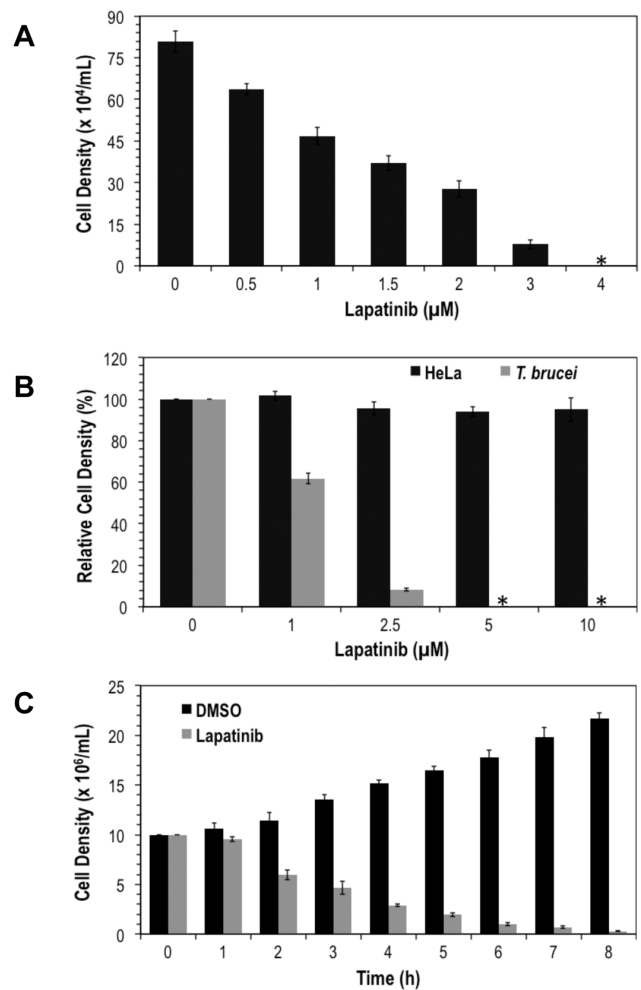 A
Cell Density (x 10⁴/mL)
90
75
60
45
30
15
0
*
0 0.5 1 1.5 2 3 4
Lapatinib (µM)
B
Relative Cell Density (%)
120
100
80
60
40
20
0
HeLa T. brucei
* *
0 1 2.5 5 10
Lapatinib (µM)
C
Cell Density (x 10⁶/mL)
25
20
15
10
5
0
DMSO
Lapatinib
0 1 2 3 4 5 6 7 8
Time (h)